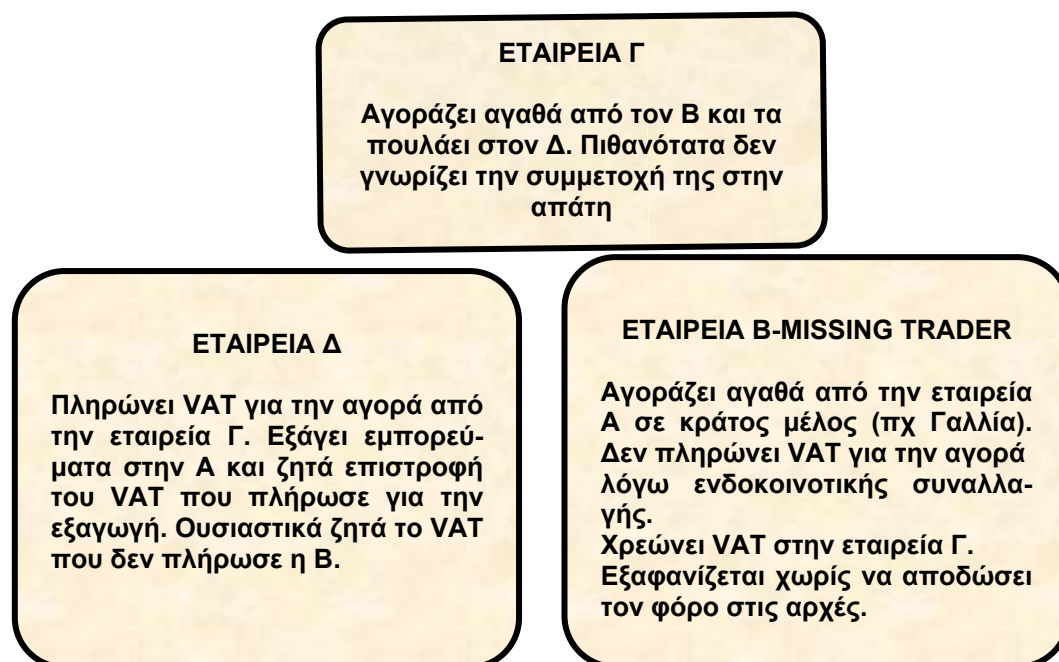 ΕΤΑΙΡΕΙΑ Γ
Αγοράζει αγαθά από τον Β και τα
πουλάει στον Δ. Πιθανότατα δεν
γνωρίζει την συμμετοχή της στην
απάτη
ΕΤΑΙΡΕΙΑ Δ
Πληρώνει VAT για την αγορά από
την εταιρεία Γ. Εξάγει εμπορεύ-
ματα στην Α και ζητά επιστροφή
του VAT που πλήρωσε για την
εξαγωγή. Ουσιαστικά ζητά το VAT
που δεν πλήρωσε η Β.
ΕΤΑΙΡΕΙΑ Β-MISSING TRADER
Αγοράζει αγαθά από την εταιρεία
Α σε κράτος μέλος (πχ Γαλλία).
Δεν πληρώνει VAT για την αγορά
λόγω ενδοκοινοτικής συναλλα-
γής.
Χρεώνει VAT στην εταιρεία Γ.
Εξαφανίζεται χωρίς να αποδώσει
τον φόρο στις αρχές.